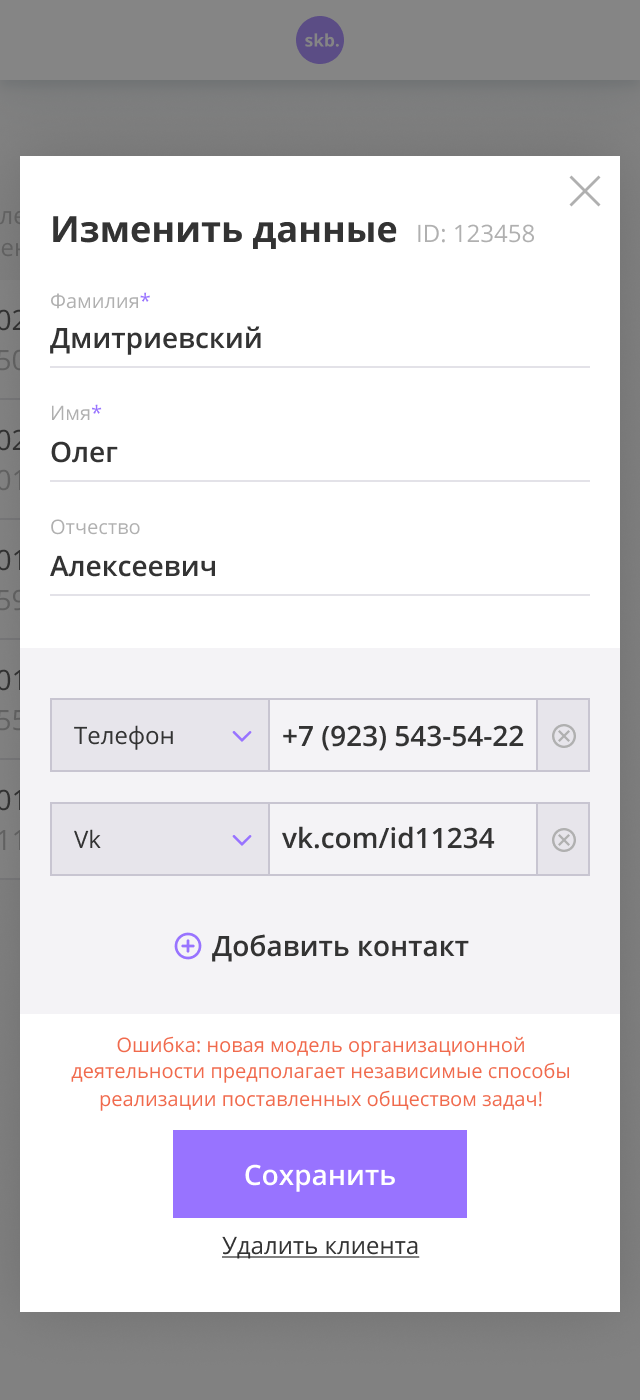 skb.
Изменить данные ID: 123458
Фамилия*
Дмитриевский
Имя*
Олег
Отчество
Алексеевич
Телефон +7 (923) 543-54-22
Vk vk.com/id11234
Добавить контакт
Ошибка: новая модель организационной
деятельности предполагает независимые способы
реализации поставленных обществом задач!
Сохранить
Удалить клиента